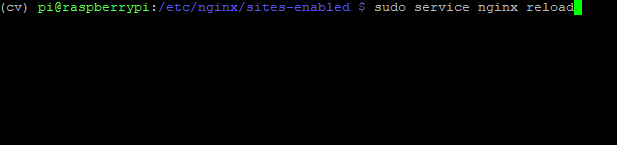 (cv) pi@raspberrypi:/etc/nginx/sites-enabled $ sudo service nginx reload